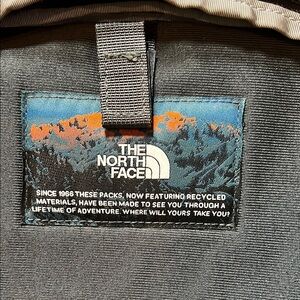 THE
NORTH
FACE
SINCE 1966 THESE PACKS, NOW FEATURING RECYCLED
MATERIALS, HAVE BEEN MADE TO SEE YOU THROUGH A
LIFETIME OF ADVENTURE. WHERE WILL YOURS TAKE YOU?